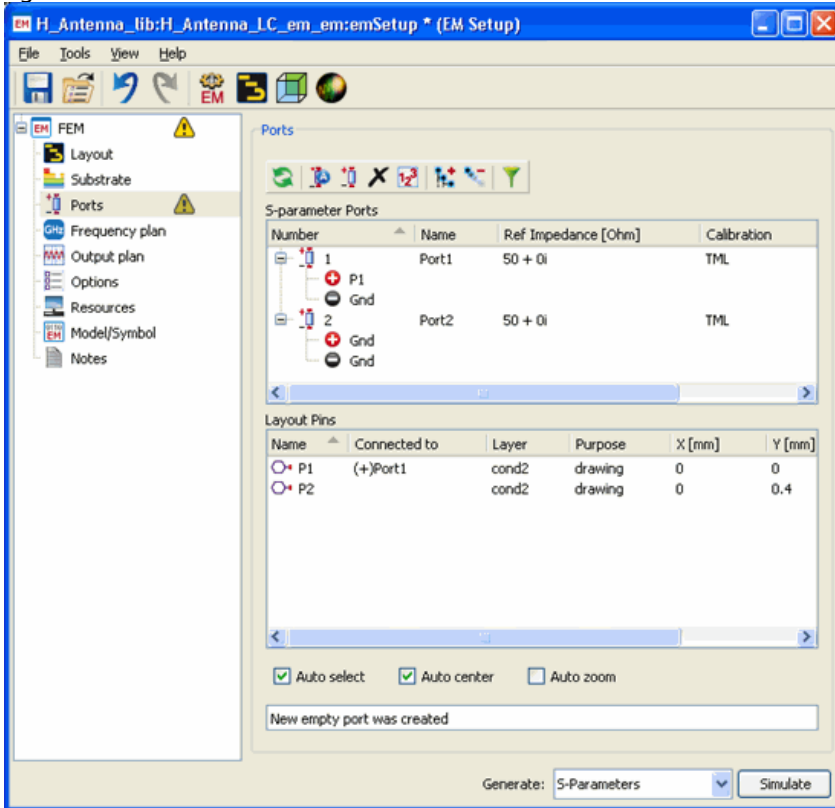 EM H_Antenna_lib:H_Antenna_LC_em_em:emSetup * (EM Setup)
File Tools View Help
EM
EM FEM
Layout
Substrate
Ports
GHz Frequency plan
Output plan
Options
Resources
EM Model/Symbol
Notes
Ports
S-parameter Ports
Number Name Ref Impedance [Ohm] Calibration
1 Port1 50 + 0i TML
P1
Gnd
2 Port2 50 + 0i TML
Gnd
Gnd
Layout Pins
Name Connected to Layer Purpose X [mm] Y [mm]
P1 (+)Port1 cond2 drawing 0 0
P2 cond2 drawing 0 0.4
Auto select Auto center Auto zoom
New empty port was created
Generate: S-Parameters Simulate